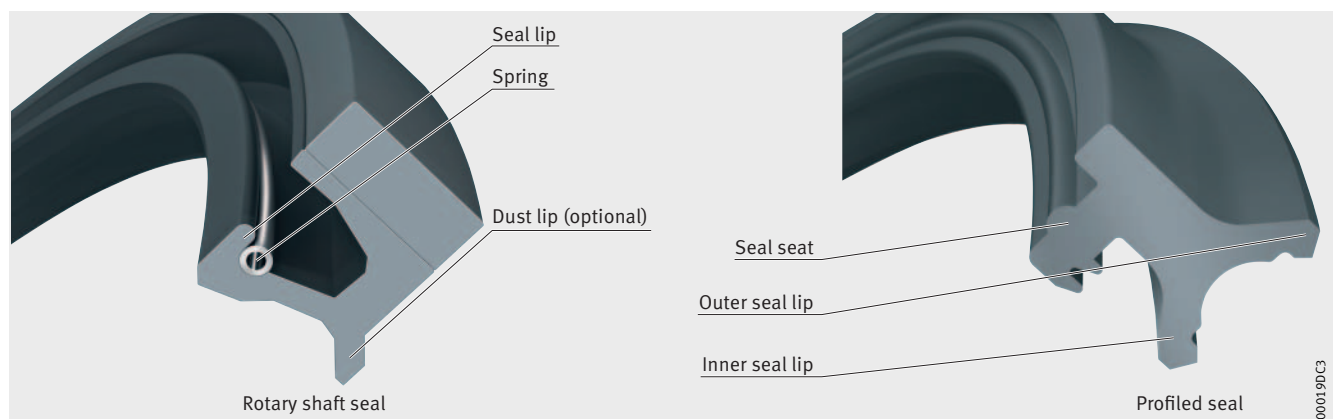 Seal lip
Spring
Dust lip (optional)
Rotary shaft seal
Seal seat
Outer seal lip
Inner seal lip
Profiled seal
00019DC3